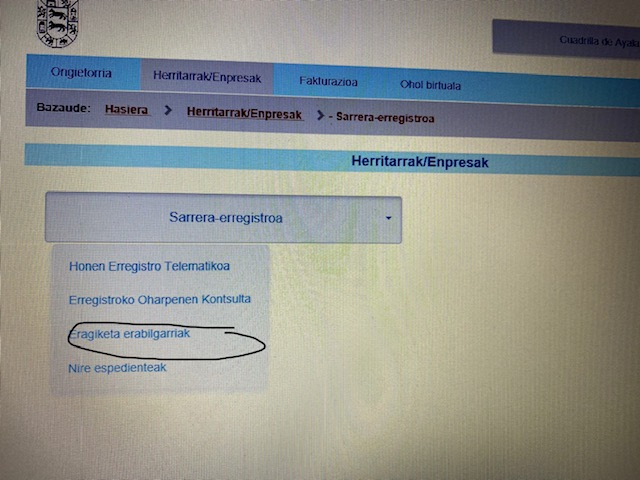 Cuadrilla de Ayala
Ongietorria Herritarrak/Enpresak Fakturazioa Ohol birtuala
Bazaude: Hasiera > Herritarrak/Enpresak > - Sarrera-erregistroa
Herritarrak/Enpresak
Sarrera-erregistroa
Honen Erregistro Telematikoa
Erregistroko Oharpenen Kontsulta
Eragiketa erabilgarriak
Nire espedienteak